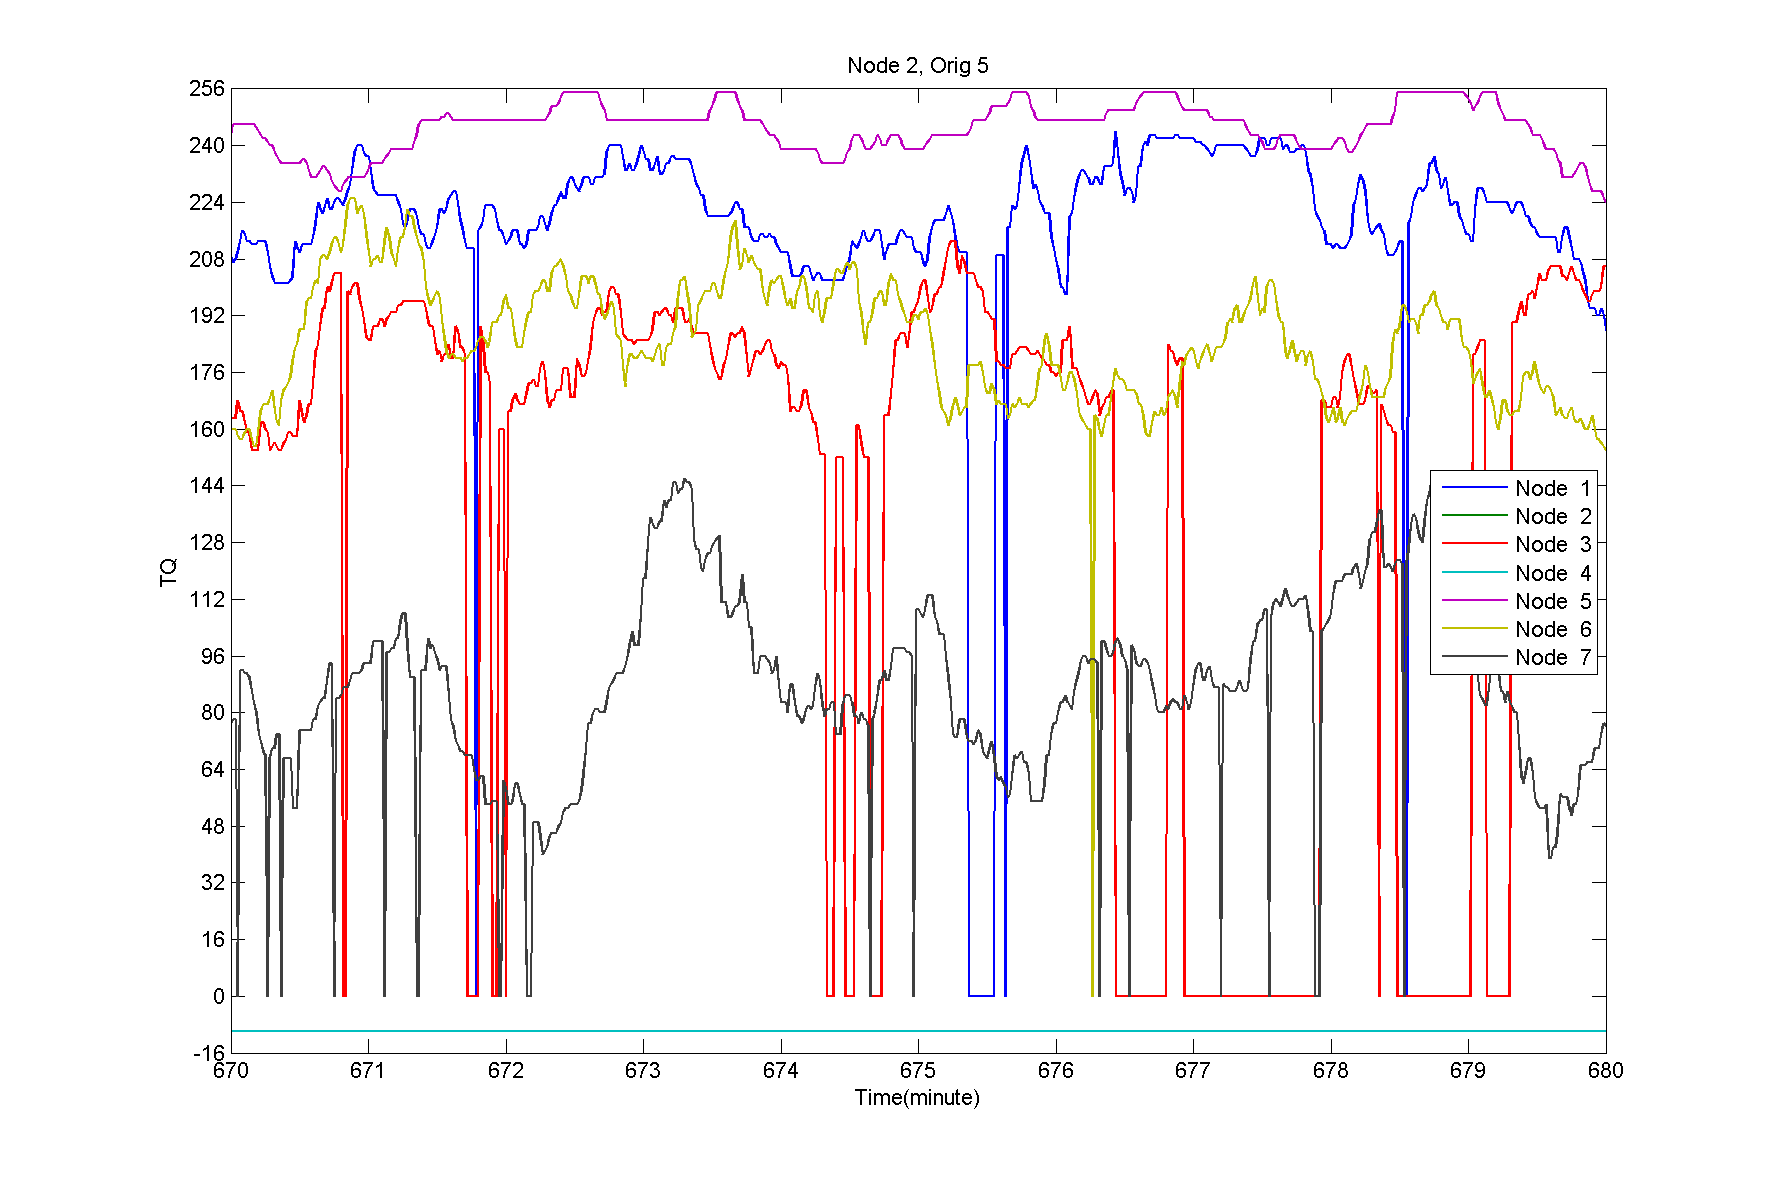 Node 2, Orig 5
256
240
224
208
192
176
160
144
128
112
96
80
64
48
32
16
0
-16
TQ
Node 1
Node 2
Node 3
Node 4
Node 5
Node 6
Node 7
670 671 672 673 674 675 676 677 678 679 680
Time(minute)